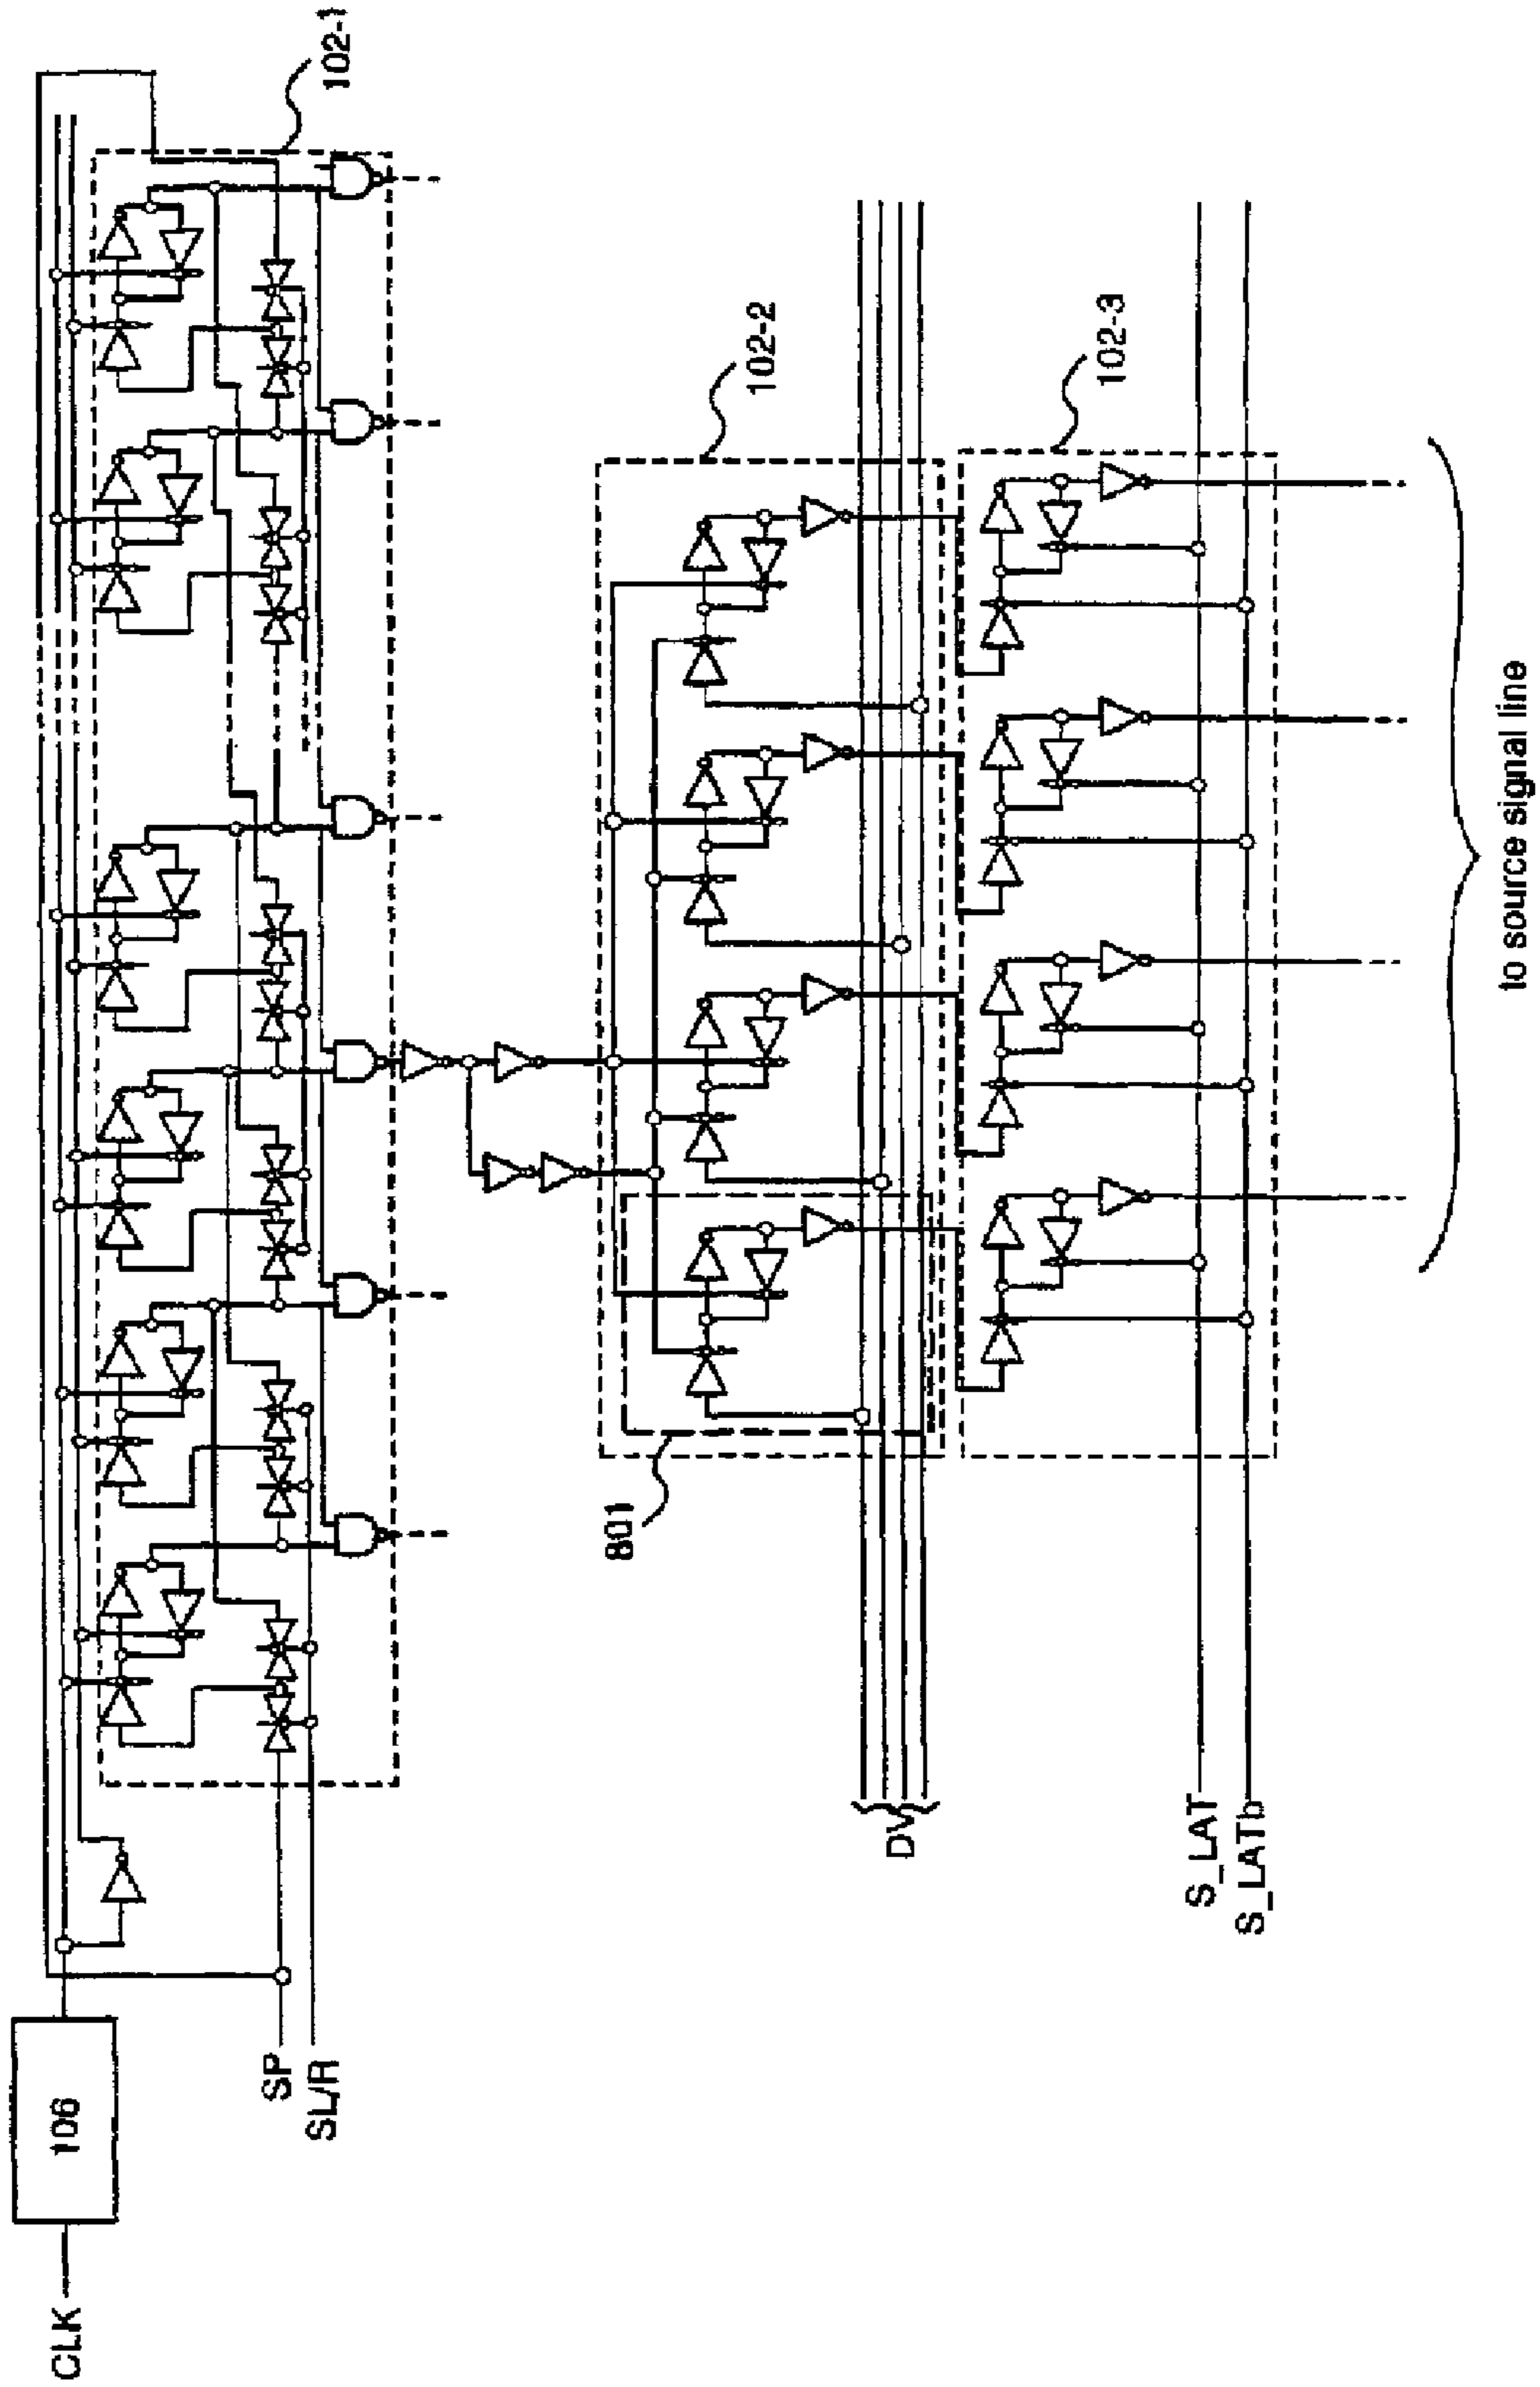 CLK
106
SP
SL/R
102-1
801
102-2
DV
102-3
S_LAT
S_LATb
to source signal line